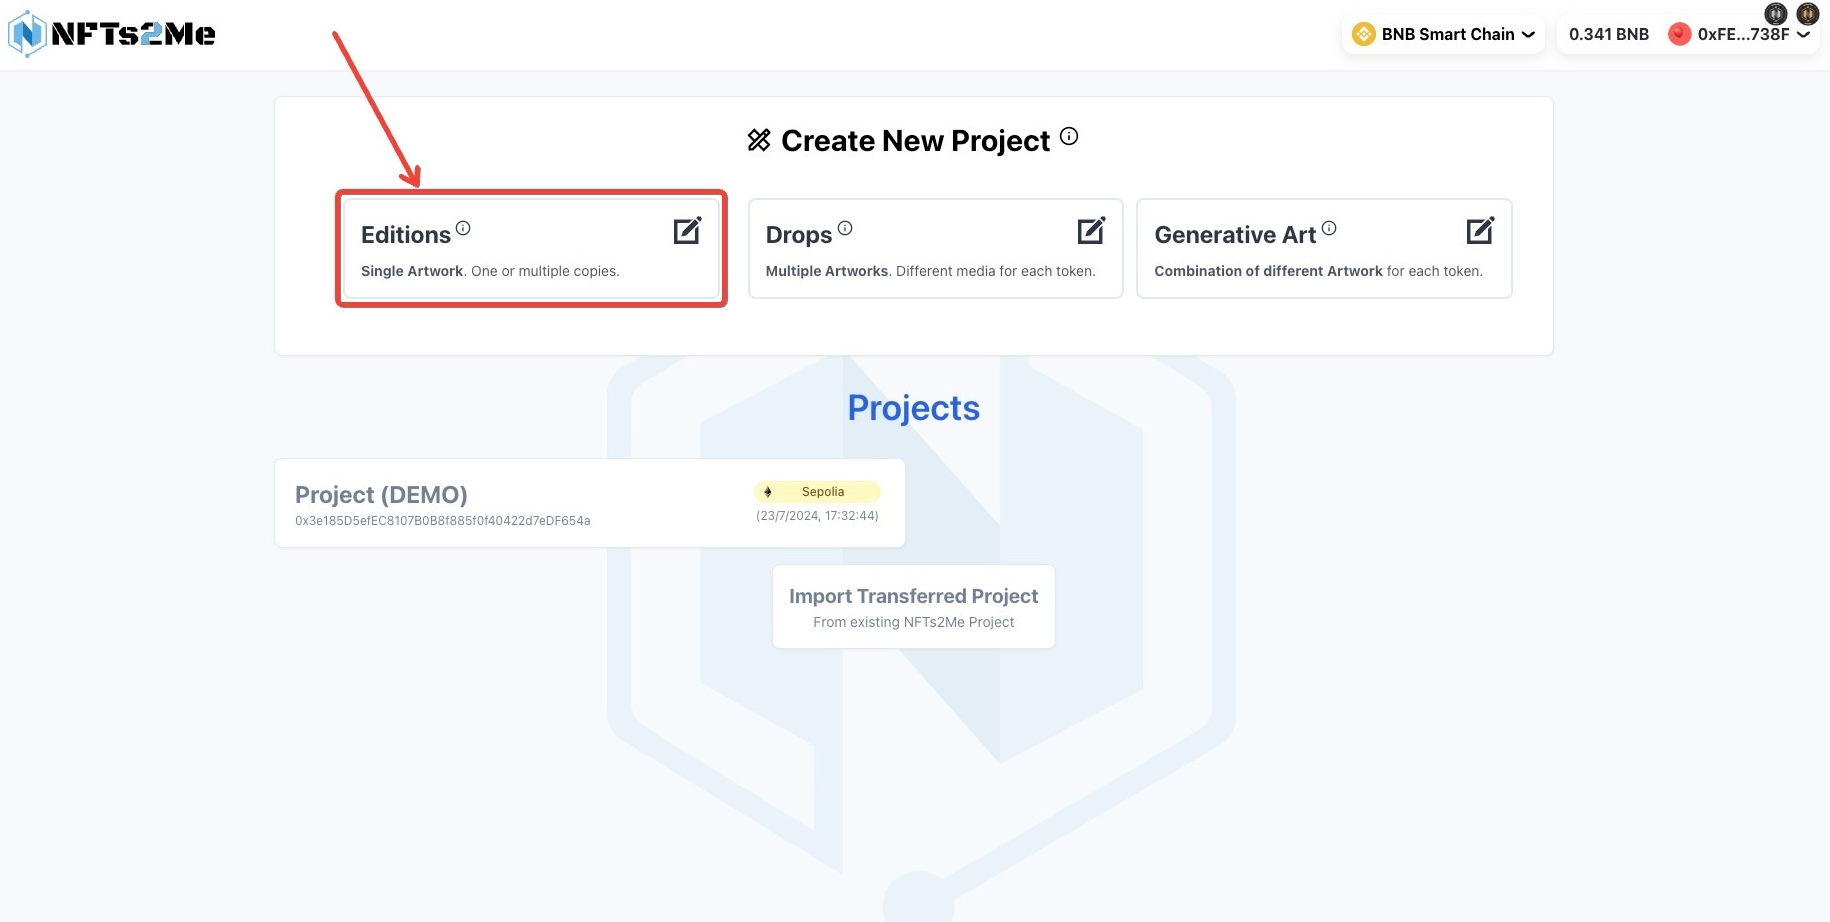 NFTs2Me
BNB Smart Chain
0.341 BNB
0xFE...738F
Create New Project
Editions
Single Artwork. One or multiple copies.
Drops
Multiple Artworks. Different media for each token.
Generative Art
Combination of different Artwork for each token.
Projects
Project (DEMO)
0x3e185D5efEC8107B0B8f885f0f40422d7eDF654a
Sepolia
(23/7/2024, 17:32:44)
Import Transferred Project
From existing NFTs2Me Project